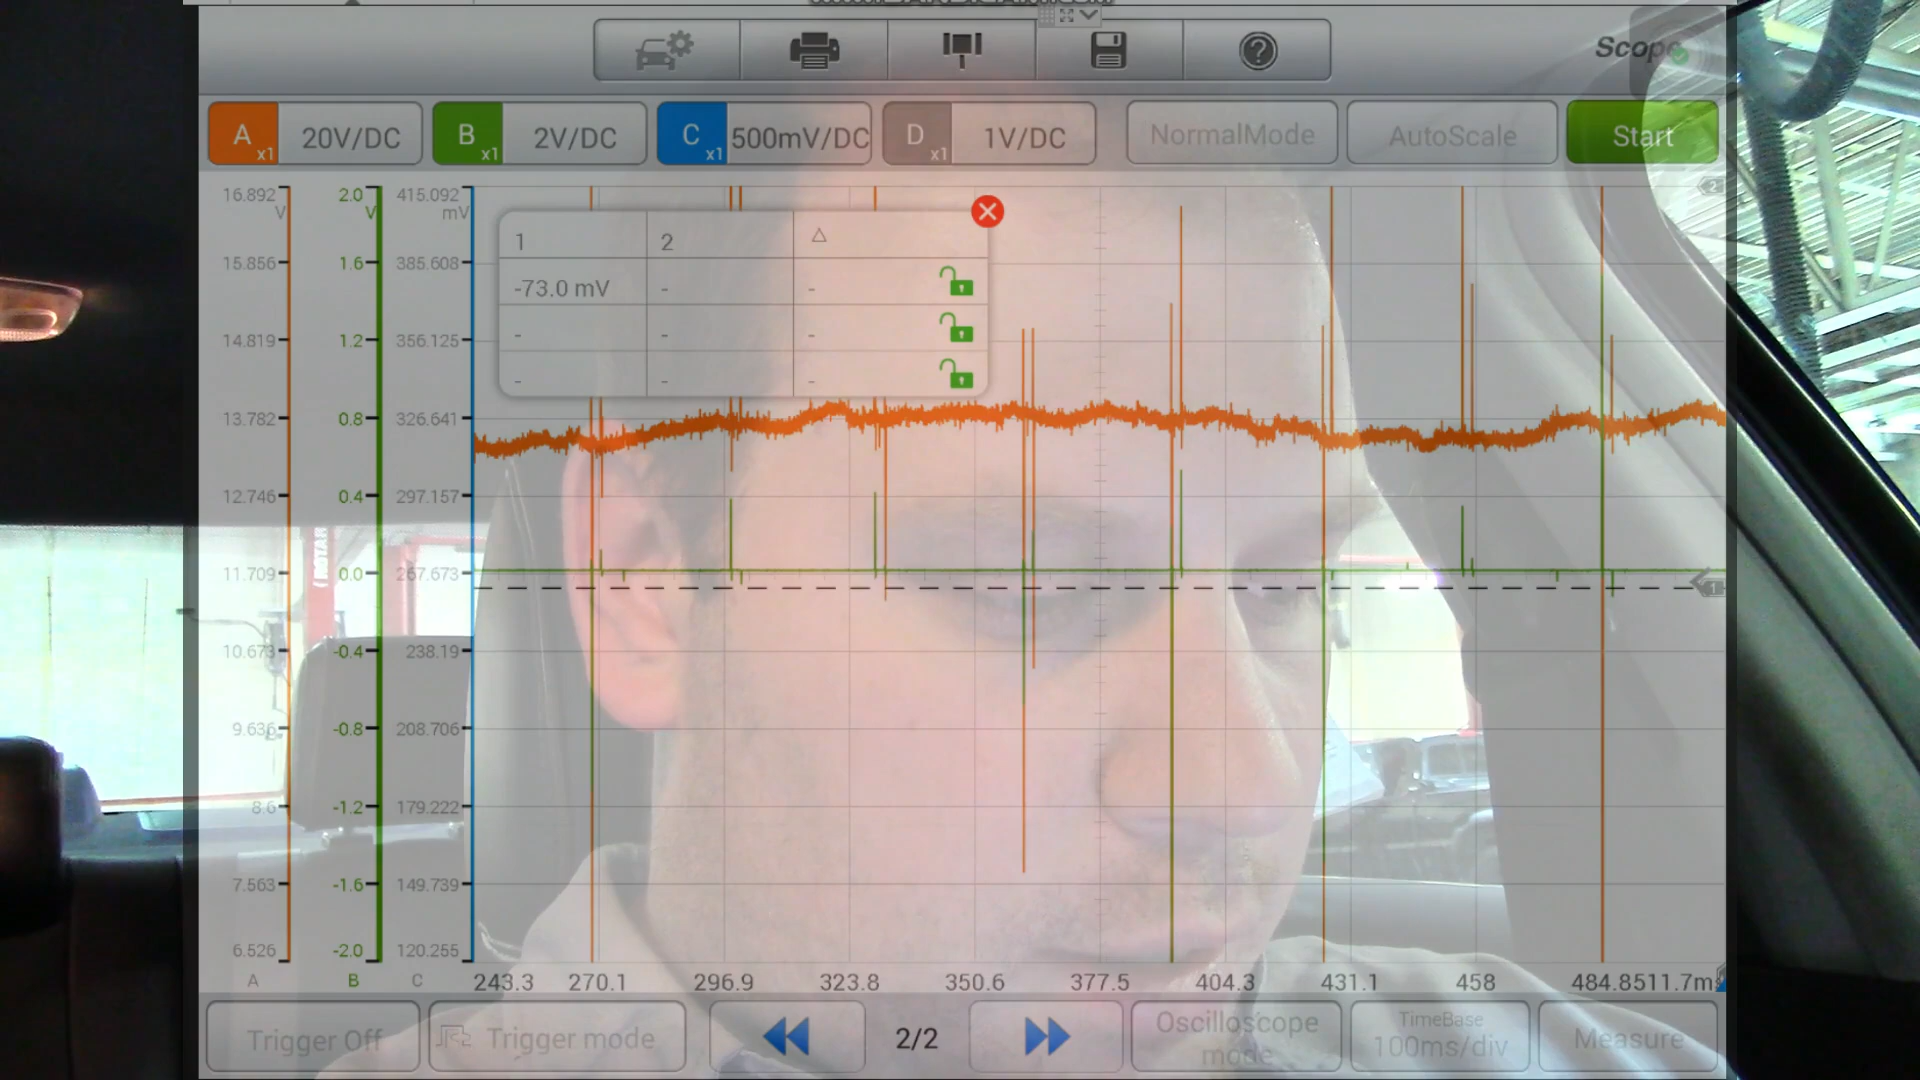 Scope
A x1 20V/DC B x1 2V/DC C x1 500mV/DC D x1 1V/DC NormalMode AutoScale Start
16.892 2.0 415.092
V V mV
2
1 2 △
15.856 1.6 385.608
-73.0 mV - -
14.819 1.2 356.125
- - -
- - -
13.782 0.8 326.641
12.746 0.4 297.157
11.709 0.0 267.673
1
10.673 -0.4 238.19
9.636 -0.8 208.706
8.6 -1.2 179.222
7.563 -1.6 149.739
6.526 -2.0 120.255
A B C 243.3 270.1 296.9 323.8 350.6 377.5 404.3 431.1 458 484.8511.7m
Trigger Off Trigger mode 2/2 Oscilloscope
mode
TimeBase
100ms/div
Measure